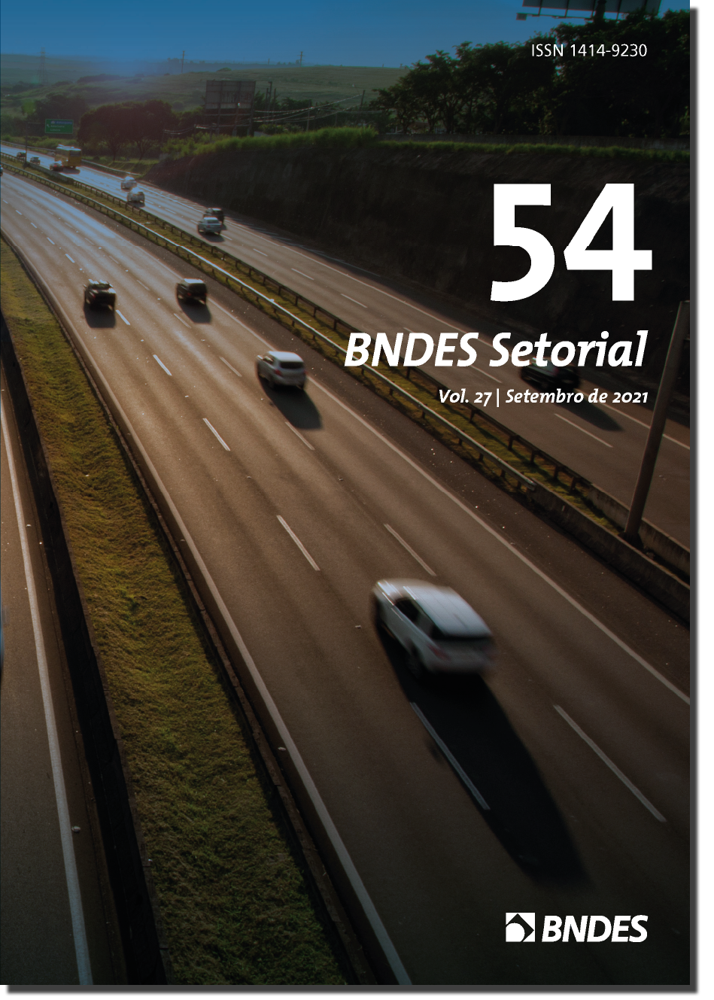 ISSN 1414-9230
54
BNDES Setorial
Vol. 27 | Setembro de 2021
BNDES